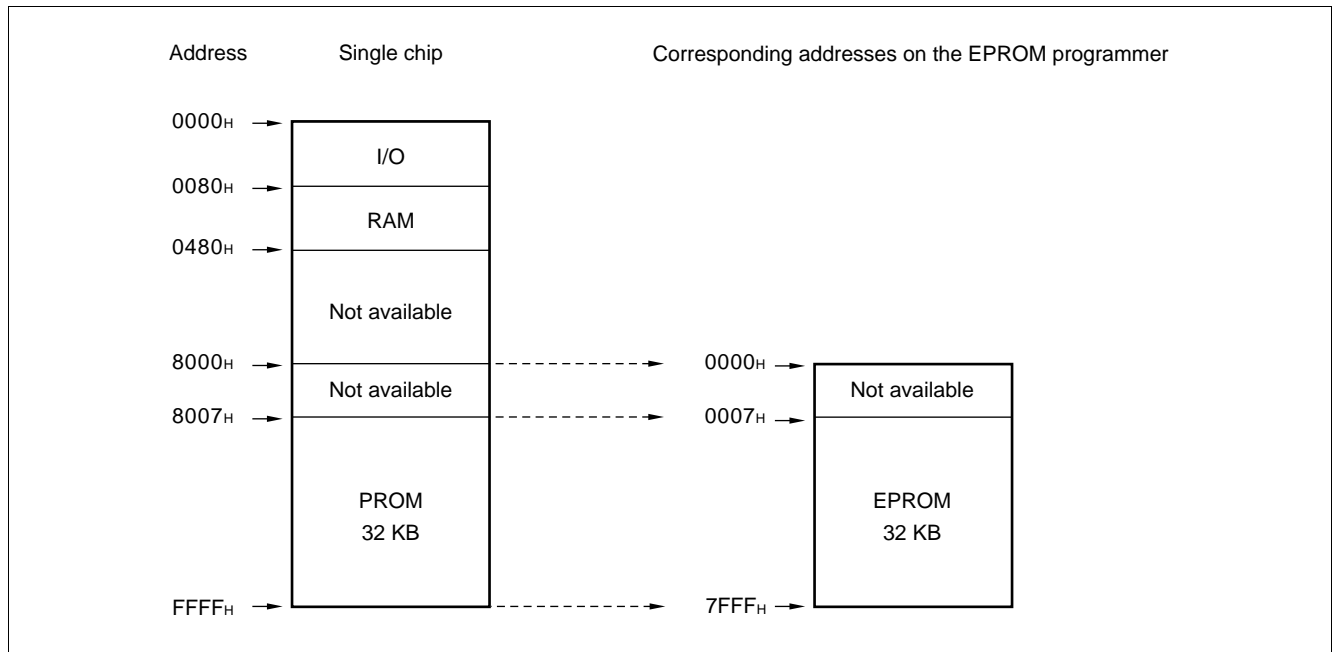 Address Single chip Corresponding addresses on the EPROM programmer
0000H
I/O
0080H
RAM
0480H
Not available
8000H 0000H
Not available Not available
8007H 0007H
PROM EPROM
32 KB 32 KB
FFFFH 7FFFH